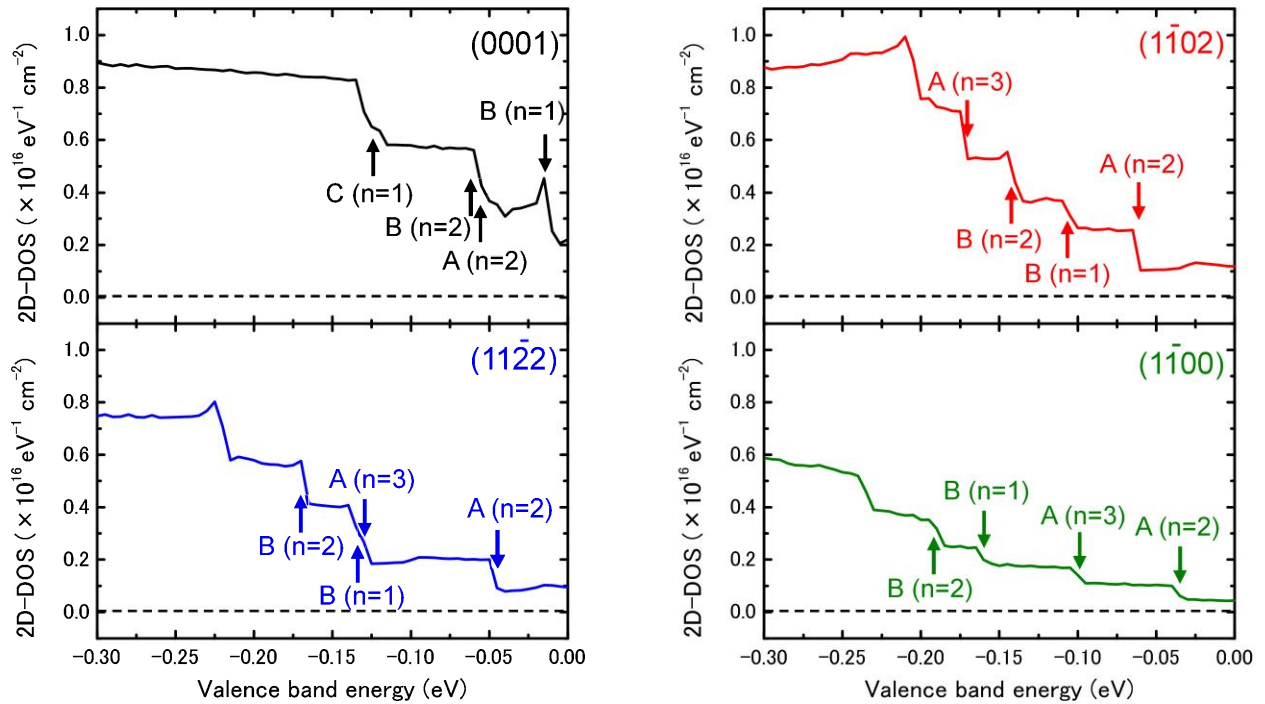 (0001)
2D-DOS (×10¹⁶ eV⁻¹ cm⁻²)
1.0
0.8
0.6
0.4
0.2
0.0
B (n=1)
C (n=1)
B (n=2)
A (n=2)
(11̄02)
2D-DOS (×10¹⁶ eV⁻¹ cm⁻²)
1.0
0.8
0.6
0.4
0.2
0.0
A (n=3)
A (n=2)
B (n=2)
B (n=1)
(112̄2)
2D-DOS (×10¹⁶ eV⁻¹ cm⁻²)
1.0
0.8
0.6
0.4
0.2
0.0
A (n=3)
A (n=2)
B (n=2)
B (n=1)
−0.30 −0.25 −0.20 −0.15 −0.10 −0.05 0.00
Valence band energy (eV)
(11̄00)
2D-DOS (×10¹⁶ eV⁻¹ cm⁻²)
1.0
0.8
0.6
0.4
0.2
0.0
B (n=1)
A (n=3)
A (n=2)
B (n=2)
−0.30 −0.25 −0.20 −0.15 −0.10 −0.05 0.00
Valence band energy (eV)